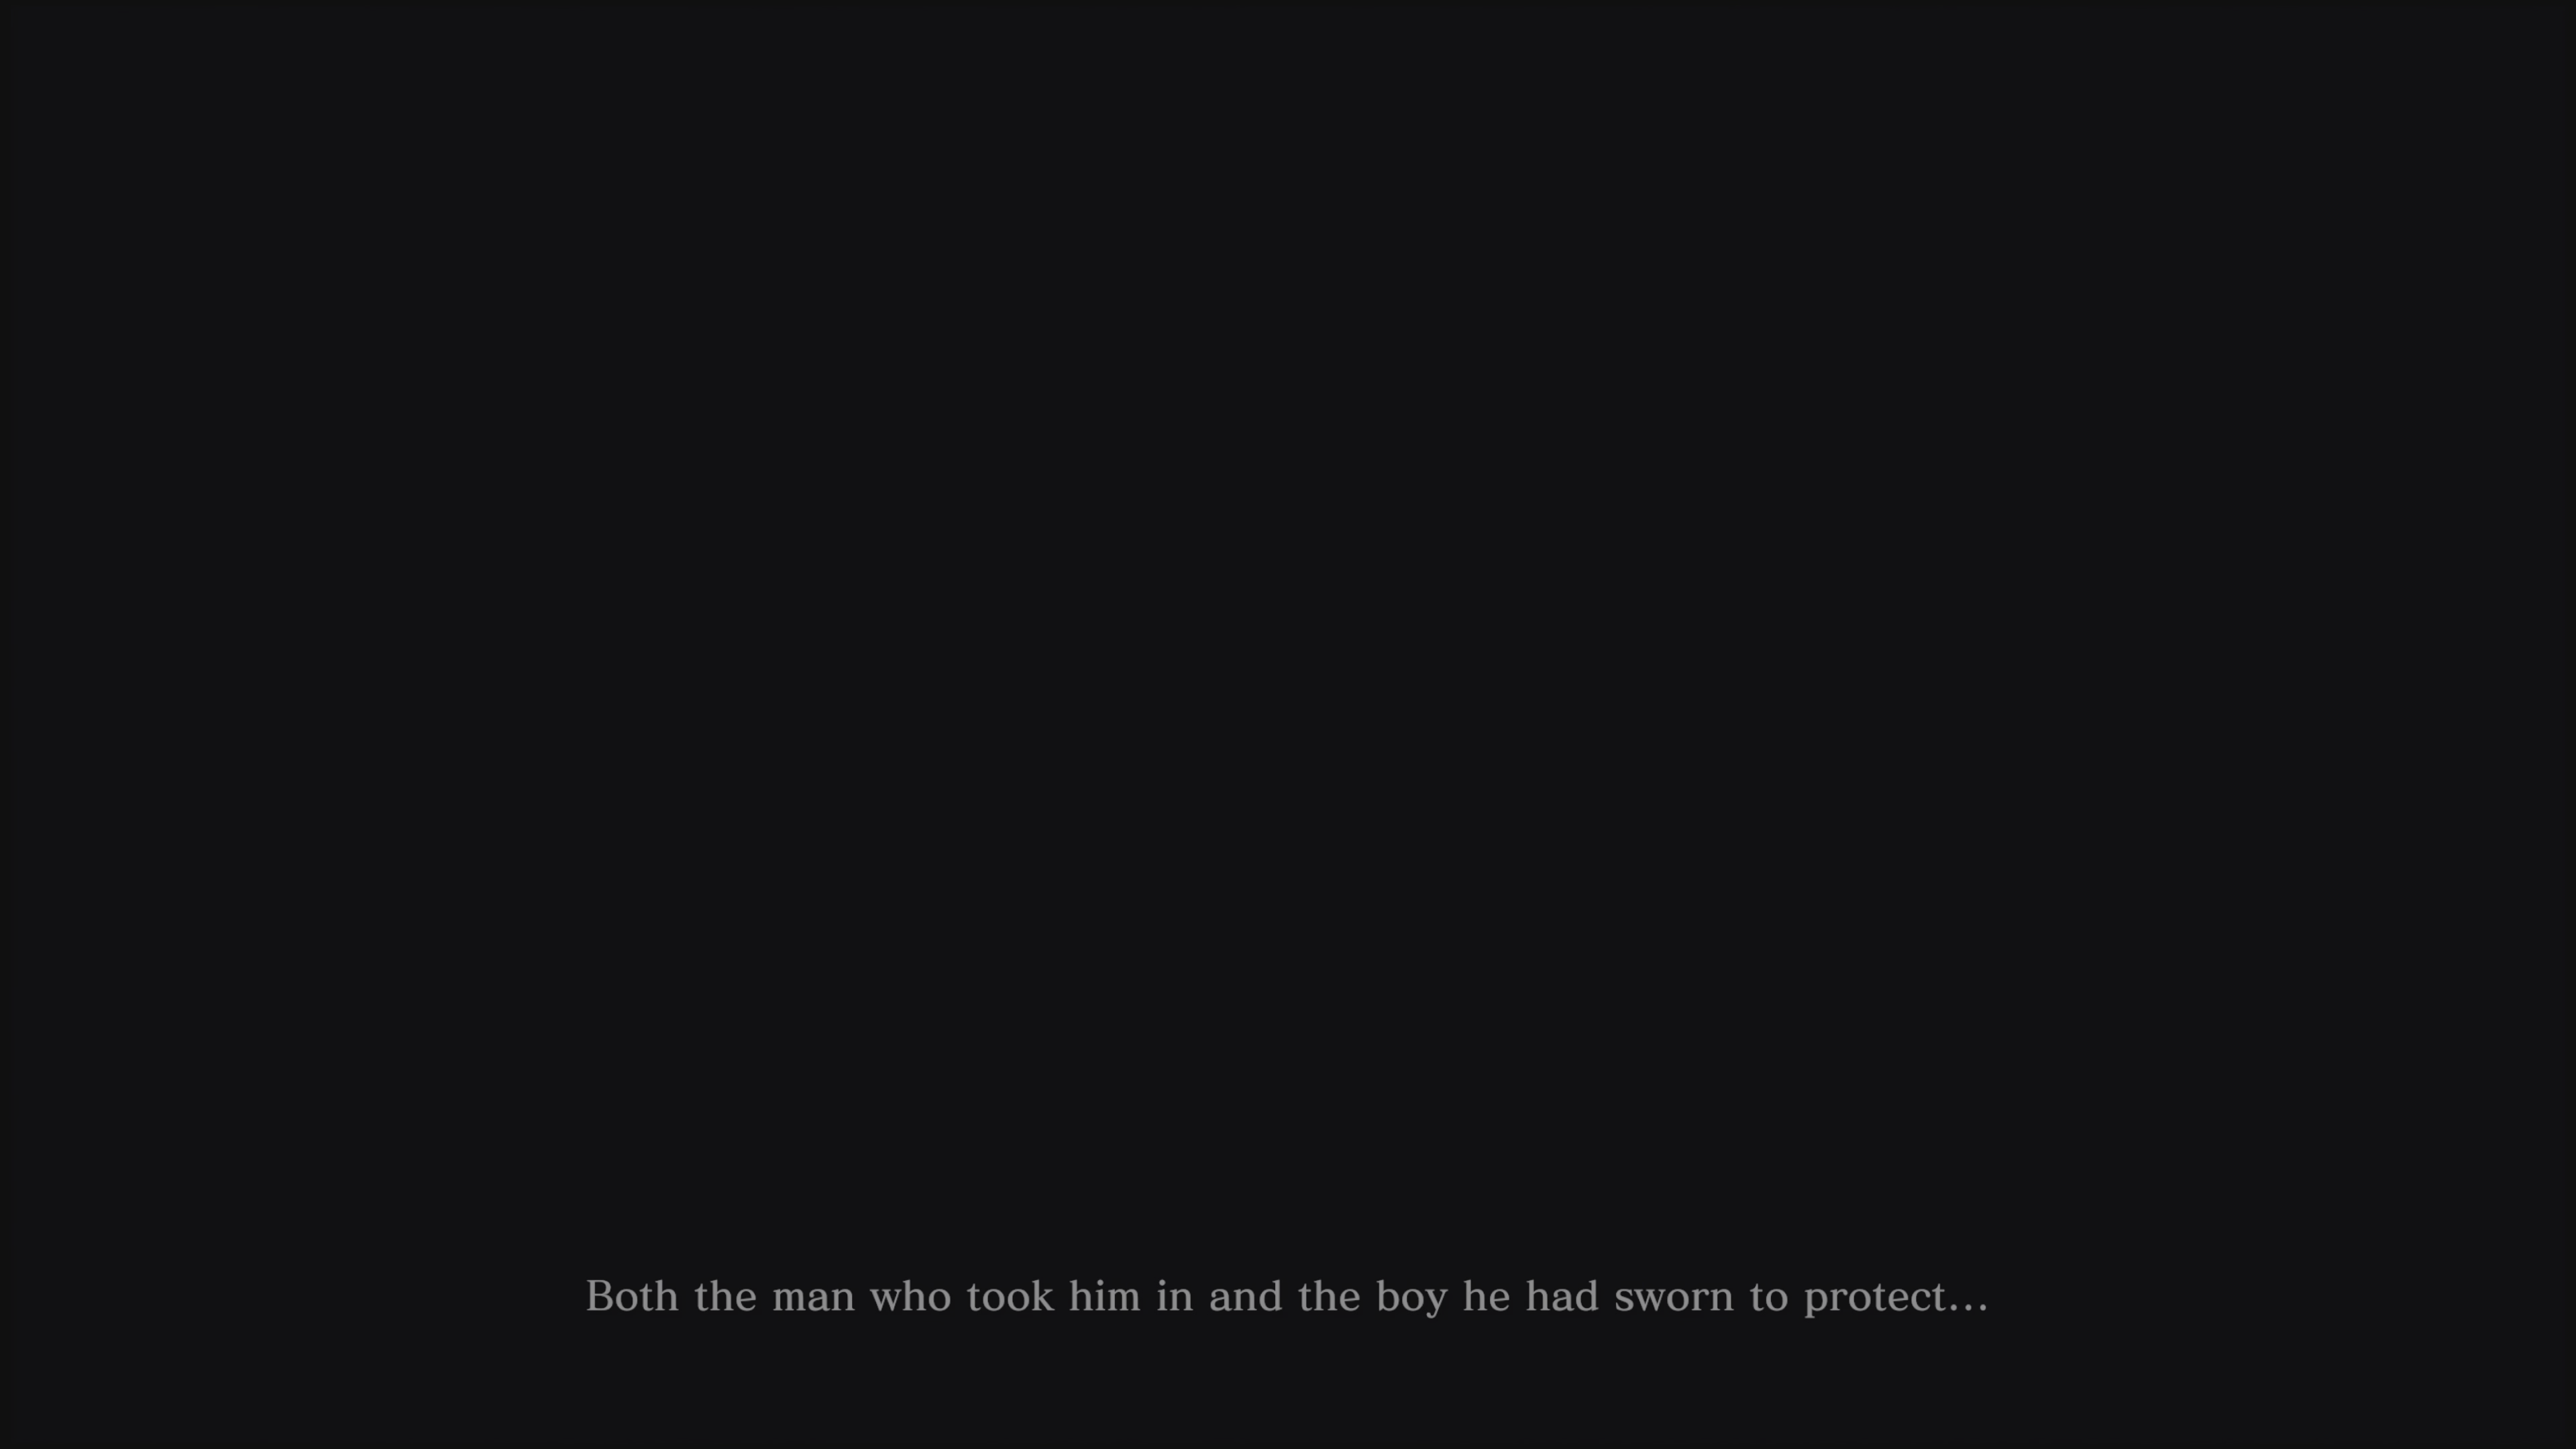 Both the man who took him in and the boy he had sworn to protect…